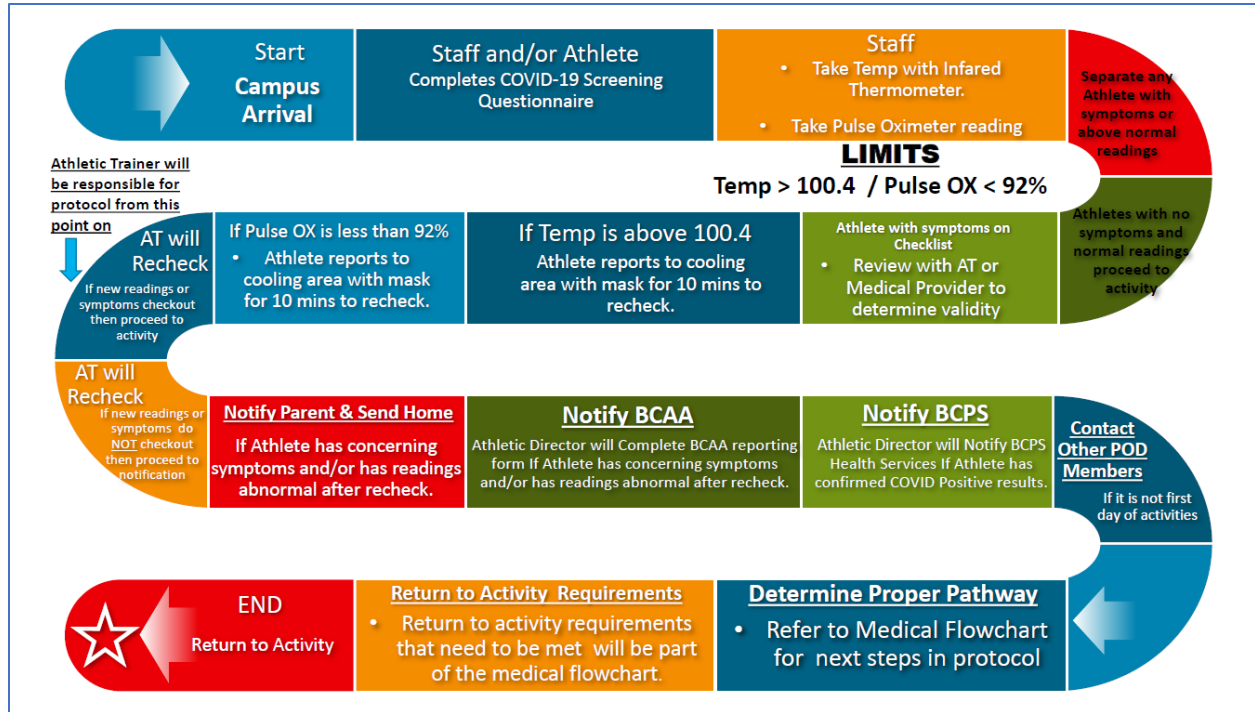 Start
Campus
Arrival
Staff and/or Athlete
Completes COVID-19 Screening
Questionnaire
Staff
• Take Temp with Infared
Thermometer.
• Take Pulse Oximeter reading
Separate any
Athlete with
symptoms or
above normal
readings
LIMITS
Temp > 100.4 / Pulse OX < 92%
Athletes with no
symptoms and
normal readings
proceed to
activity
Athlete with symptoms on
Checklist
• Review with AT or
Medical Provider to
determine validity
If Temp is above 100.4
Athlete reports to cooling
area with mask for 10 mins to
recheck.
If Pulse OX is less than 92%
• Athlete reports to
cooling area with mask
for 10 mins to recheck.
Athletic Trainer will
be responsible for
protocol from this
point on
AT will
Recheck
If new readings or
symptoms checkout
then proceed to
activity
AT will
Recheck
If new readings or
symptoms do
NOT checkout
then proceed to
notification
Notify Parent & Send Home
If Athlete has concerning
symptoms and/or has readings
abnormal after recheck.
Notify BCAA
Athletic Director will Complete BCAA reporting
form If Athlete has concerning symptoms
and/or has readings abnormal after recheck.
Notify BCPS
Athletic Director will Notify BCPS
Health Services If Athlete has
confirmed COVID Positive results.
Contact
Other POD
Members
If it is not first
day of activities
Determine Proper Pathway
• Refer to Medical Flowchart
for next steps in protocol
Return to Activity Requirements
• Return to activity requirements
that need to be met will be part
of the medical flowchart.
END
Return to Activity